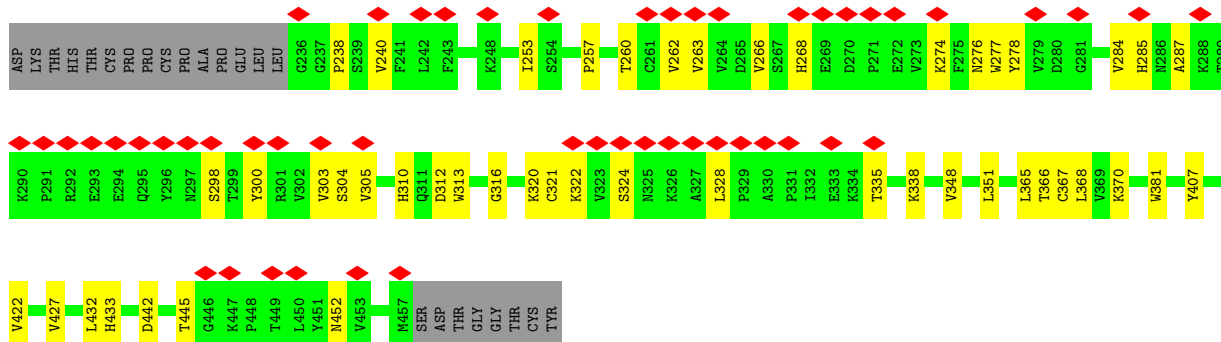 ASP LYS THR HIS THR CYS PRO PRO CYS PRO ALA PRO GLU LEU LEU G236 G237 P238 S239 V240 F241 L242 F243 K248 I253 S254 P257 T260 C261 V262 V263 V264 D265 V266 S267 H268 E269 D270 P271 E272 V273 K274 F275 N276 W277 Y278 V279 D280 G281 V284 H285 N286 A287 K288 T289
K290 P291 R292 E293 E294 Q295 Y296 N297 S298 T299 Y300 R301 V302 V303 S304 V305 H310 Q311 D312 W313 G316 K320 C321 K322 V323 S324 N325 K326 A327 L328 P329 A330 P331 I332 E333 K334 T335 K338 V348 L351 L365 T366 C367 L368 V369 K370 W381 Y407
V422 V427 L432 H433 D442 T445 G446 K447 P448 T449 L450 Y451 N452 V453 M457 SER ASP THR GLY GLY THR CYS TYR